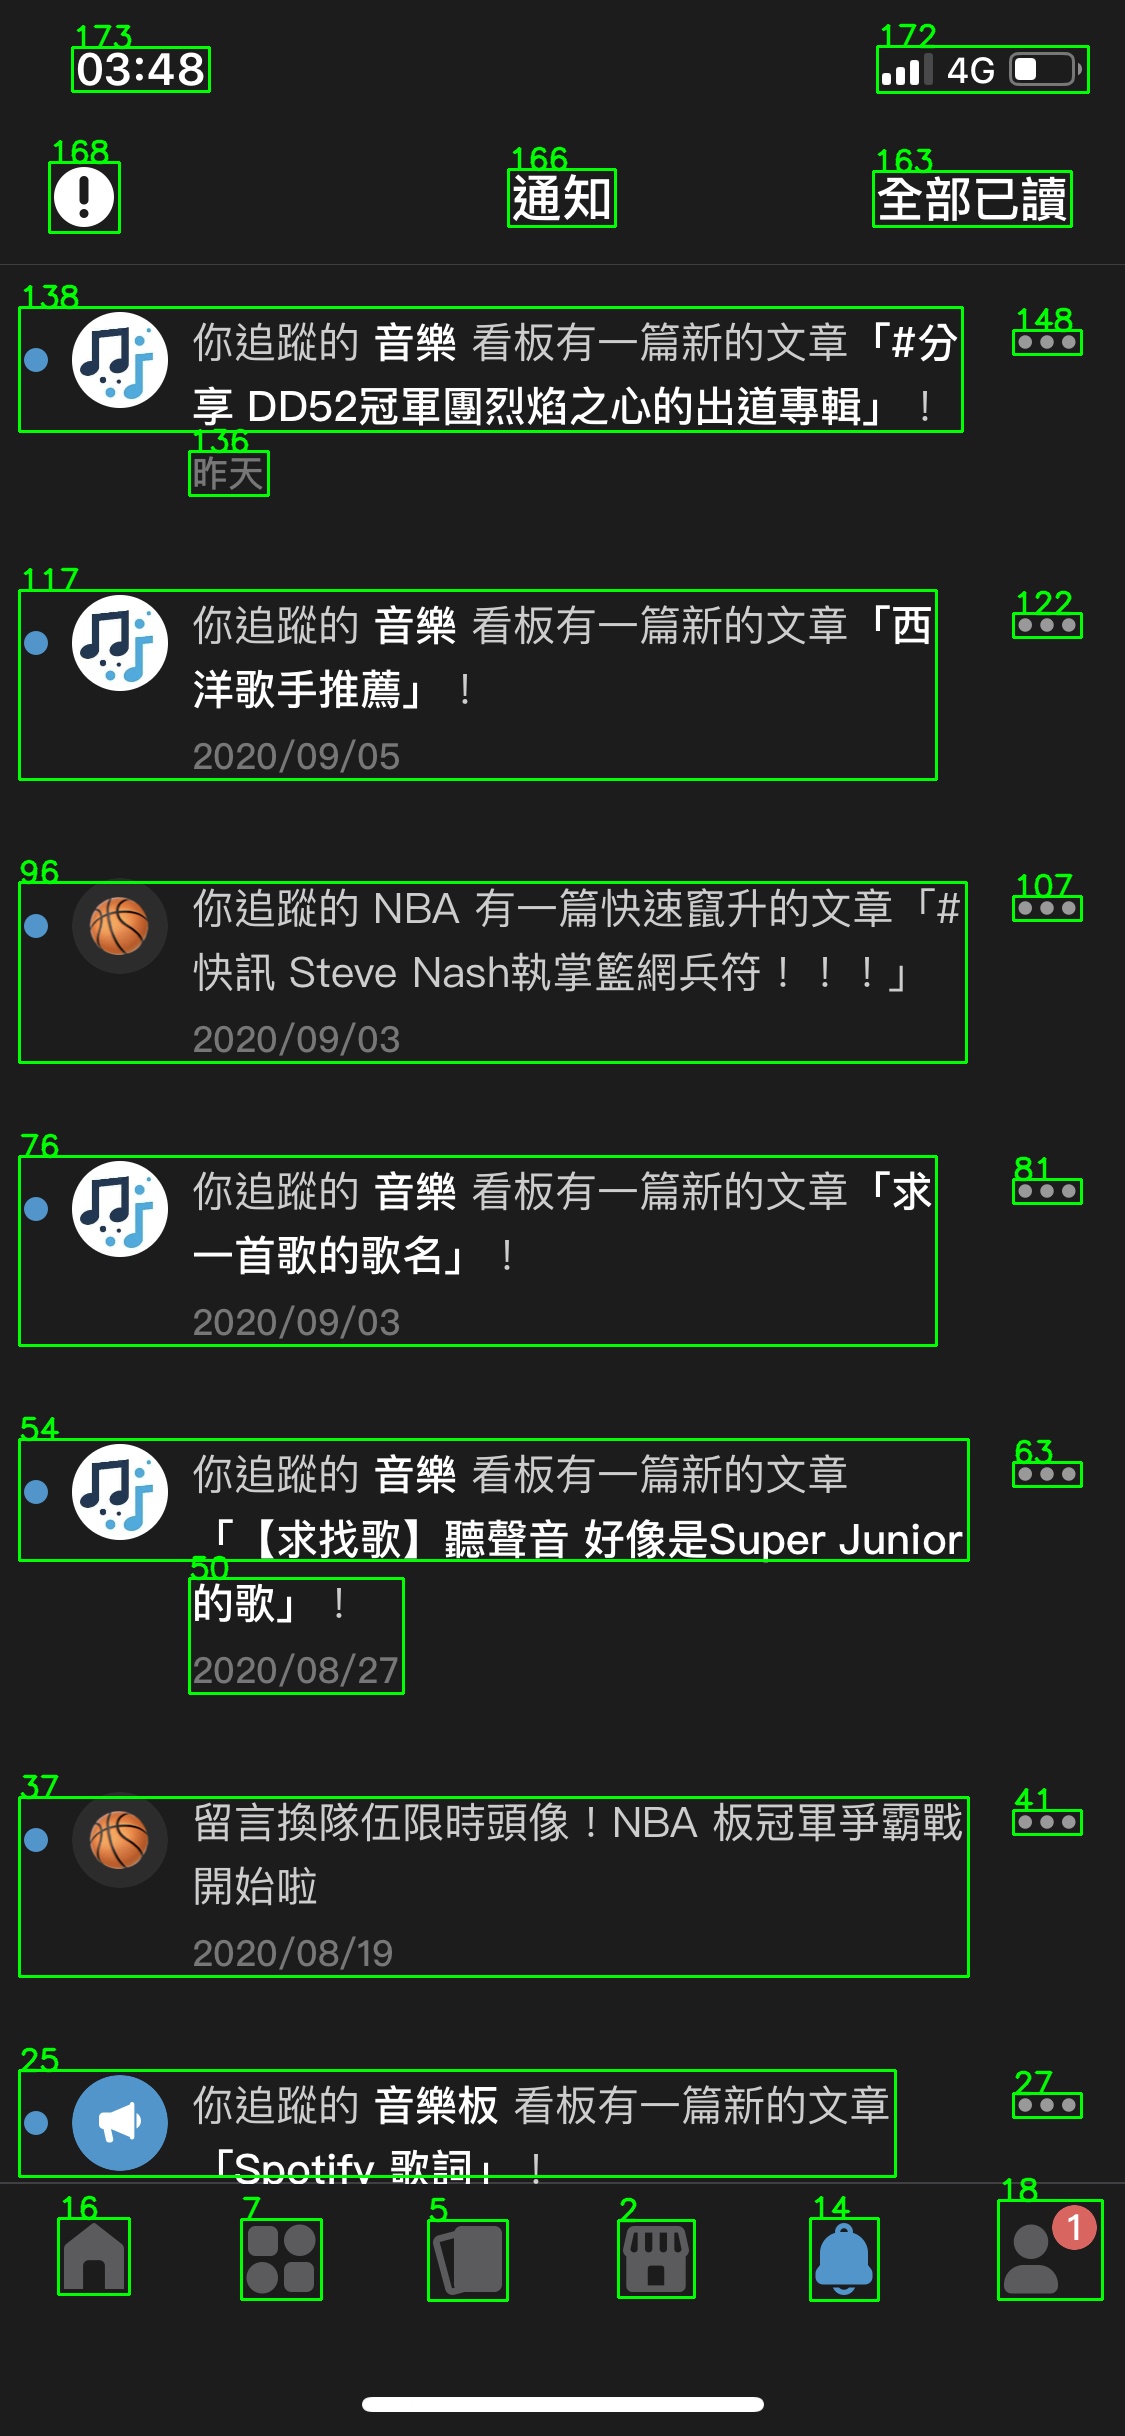 03:48
4G
通知
全部已讀
你追蹤的 音樂 看板有一篇新的文章「#分
享 DD52冠軍團烈焰之心的出道專輯」！
昨天
你追蹤的 音樂 看板有一篇新的文章「西
洋歌手推薦」！
2020/09/05
你追蹤的 NBA 有一篇快速竄升的文章「#
快訊 Steve Nash執掌籃網兵符！！！」
2020/09/03
你追蹤的 音樂 看板有一篇新的文章「求
一首歌的歌名」！
2020/09/03
你追蹤的 音樂 看板有一篇新的文章
「【求找歌】聽聲音 好像是Super Junior
的歌」！
2020/08/27
留言換隊伍限時頭像！NBA 板冠軍爭霸戰
開始啦
2020/08/19
你追蹤的 音樂板 看板有一篇新的文章
「Spotify 歌詞」！
1
173
172
168
166
163
138
148
136
117
122
96
107
76
81
54
63
50
37
41
25
27
16
7
5
2
14
18